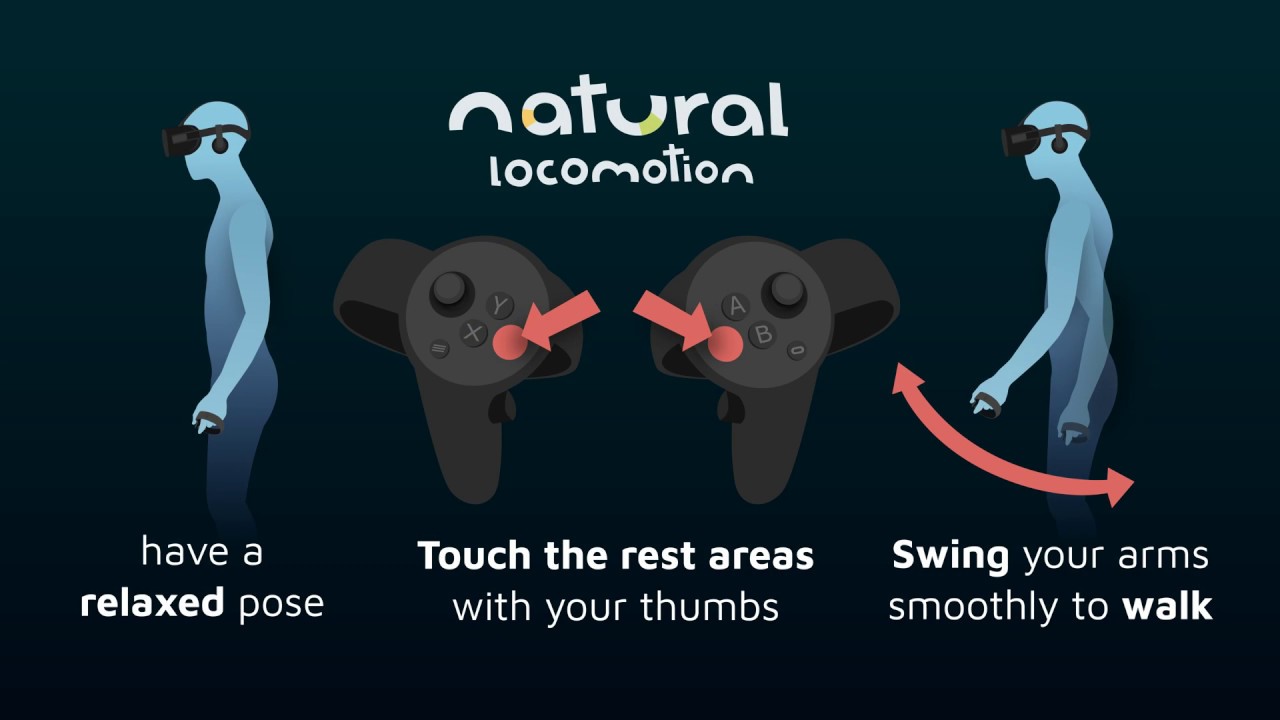 natural
locomotion
Y
X
A
B
have a
relaxed pose
Touch the rest areas
with your thumbs
Swing your arms
smoothly to walk